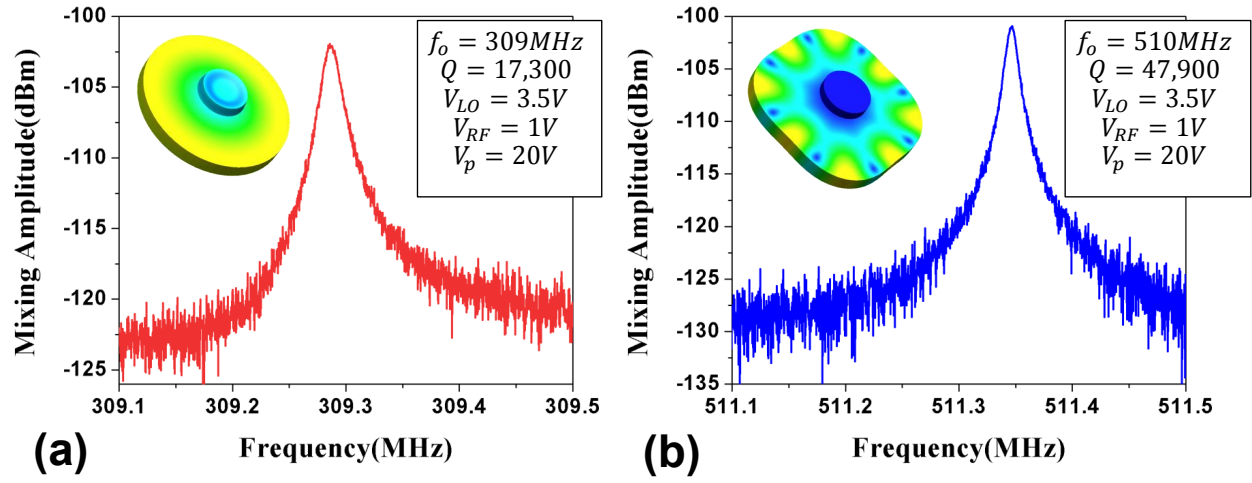 -100
-105
-110
-115
-120
-125
309.1
309.2
309.3
309.4
309.5
Mixing Amplitude(dBm)
Frequency(MHz)
f_o = 309MHz
Q = 17,300
V_LO = 3.5V
V_RF = 1V
V_p = 20V
(a)
-100
-105
-110
-115
-120
-125
-130
-135
511.1
511.2
511.3
511.4
511.5
Mixing Amplitude(dBm)
Frequency(MHz)
f_o = 510MHz
Q = 47,900
V_LO = 3.5V
V_RF = 1V
V_p = 20V
(b)